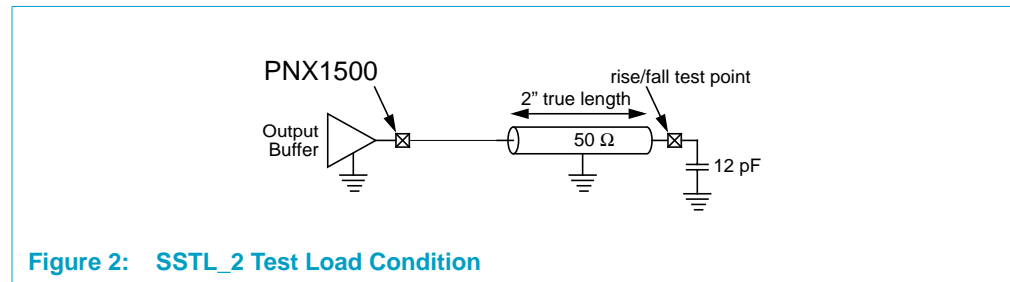 PNX1500
rise/fall test point
2" true length
Output
Buffer
50 Ω
12 pF
Figure 2: SSTL_2 Test Load Condition